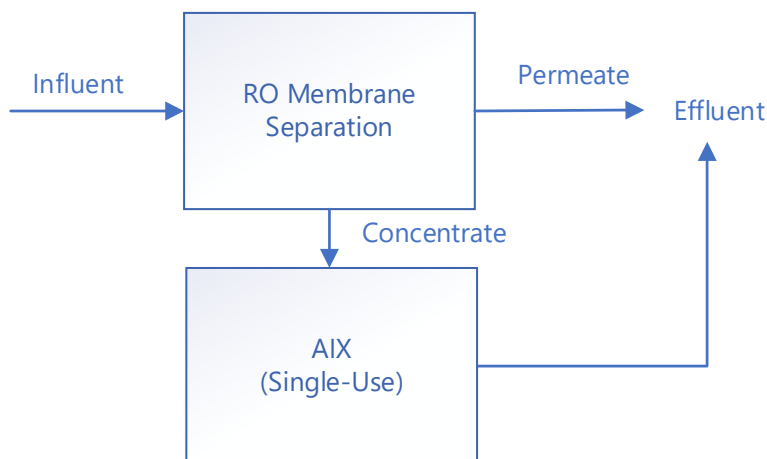 Influent
RO Membrane
Separation
Permeate
Effluent
Concentrate
AIX
(Single-Use)